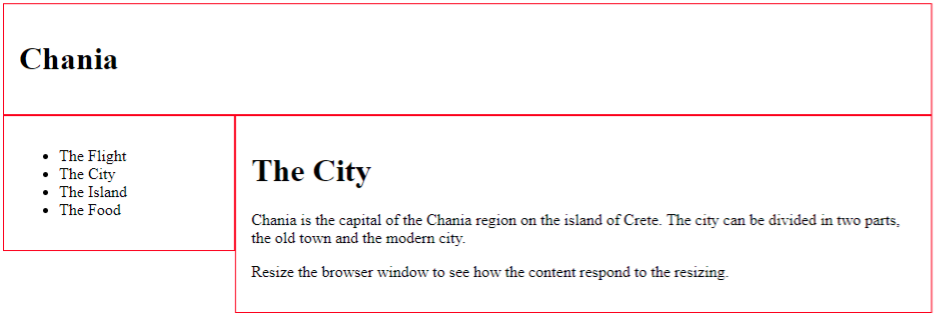 Chania
The Flight
The City
The Island
The Food
The City
Chania is the capital of the Chania region on the island of Crete. The city can be divided in two parts,
the old town and the modern city.
Resize the browser window to see how the content respond to the resizing.